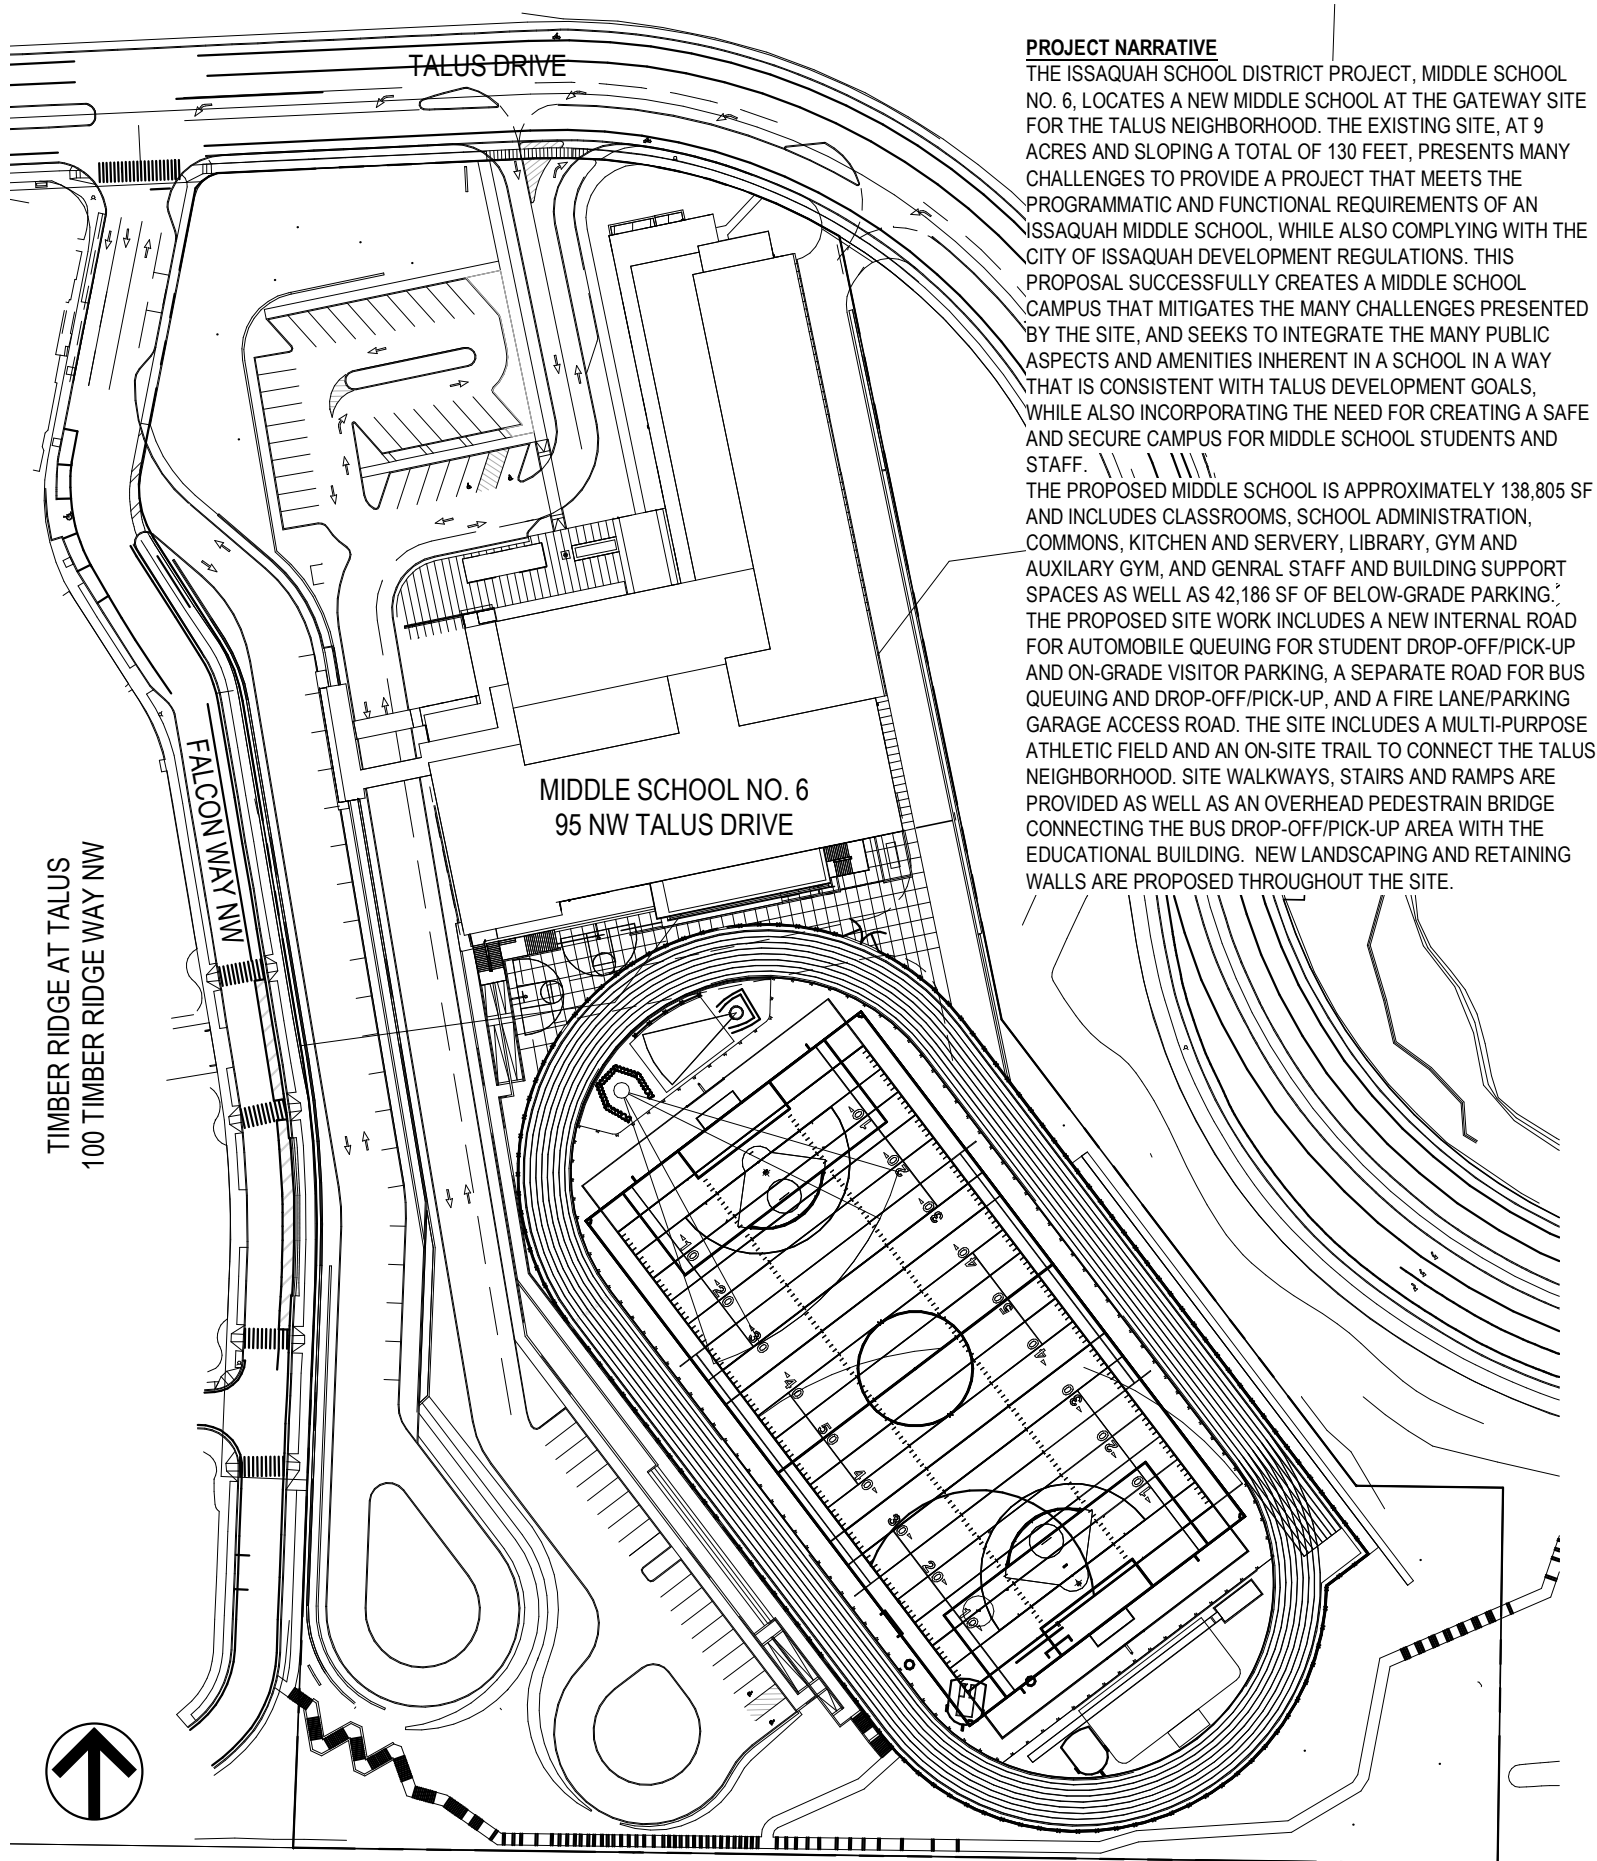 PROJECT NARRATIVE
THE ISSAQUAH SCHOOL DISTRICT PROJECT, MIDDLE SCHOOL
NO. 6, LOCATES A NEW MIDDLE SCHOOL AT THE GATEWAY SITE
FOR THE TALUS NEIGHBORHOOD. THE EXISTING SITE, AT 9
ACRES AND SLOPING A TOTAL OF 130 FEET, PRESENTS MANY
CHALLENGES TO PROVIDE A PROJECT THAT MEETS THE
PROGRAMMATIC AND FUNCTIONAL REQUIREMENTS OF AN
ISSAQUAH MIDDLE SCHOOL, WHILE ALSO COMPLYING WITH THE
CITY OF ISSAQUAH DEVELOPMENT REGULATIONS. THIS
PROPOSAL SUCCESSFULLY CREATES A MIDDLE SCHOOL
CAMPUS THAT MITIGATES THE MANY CHALLENGES PRESENTED
BY THE SITE, AND SEEKS TO INTEGRATE THE MANY PUBLIC
ASPECTS AND AMENITIES INHERENT IN A SCHOOL IN A WAY
THAT IS CONSISTENT WITH TALUS DEVELOPMENT GOALS,
WHILE ALSO INCORPORATING THE NEED FOR CREATING A SAFE
AND SECURE CAMPUS FOR MIDDLE SCHOOL STUDENTS AND
STAFF.
THE PROPOSED MIDDLE SCHOOL IS APPROXIMATELY 138,805 SF
AND INCLUDES CLASSROOMS, SCHOOL ADMINISTRATION,
COMMONS, KITCHEN AND SERVERY, LIBRARY, GYM AND
AUXILARY GYM, AND GENRAL STAFF AND BUILDING SUPPORT
SPACES AS WELL AS 42,186 SF OF BELOW-GRADE PARKING.
THE PROPOSED SITE WORK INCLUDES A NEW INTERNAL ROAD
FOR AUTOMOBILE QUEUING FOR STUDENT DROP-OFF/PICK-UP
AND ON-GRADE VISITOR PARKING, A SEPARATE ROAD FOR BUS
QUEUING AND DROP-OFF/PICK-UP, AND A FIRE LANE/PARKING
GARAGE ACCESS ROAD. THE SITE INCLUDES A MULTI-PURPOSE
ATHLETIC FIELD AND AN ON-SITE TRAIL TO CONNECT THE TALUS
NEIGHBORHOOD. SITE WALKWAYS, STAIRS AND RAMPS ARE
PROVIDED AS WELL AS AN OVERHEAD PEDESTRAIN BRIDGE
CONNECTING THE BUS DROP-OFF/PICK-UP AREA WITH THE
EDUCATIONAL BUILDING. NEW LANDSCAPING AND RETAINING
WALLS ARE PROPOSED THROUGHOUT THE SITE.
TALUS DRIVE
FALCON WAY NW
MIDDLE SCHOOL NO. 6
95 NW TALUS DRIVE
TIMBER RIDGE AT TALUS
100 TIMBER RIDGE WAY NW
10
20
30
40
50
40
30
20
10
10
20
30
40
50
40
30
20
10